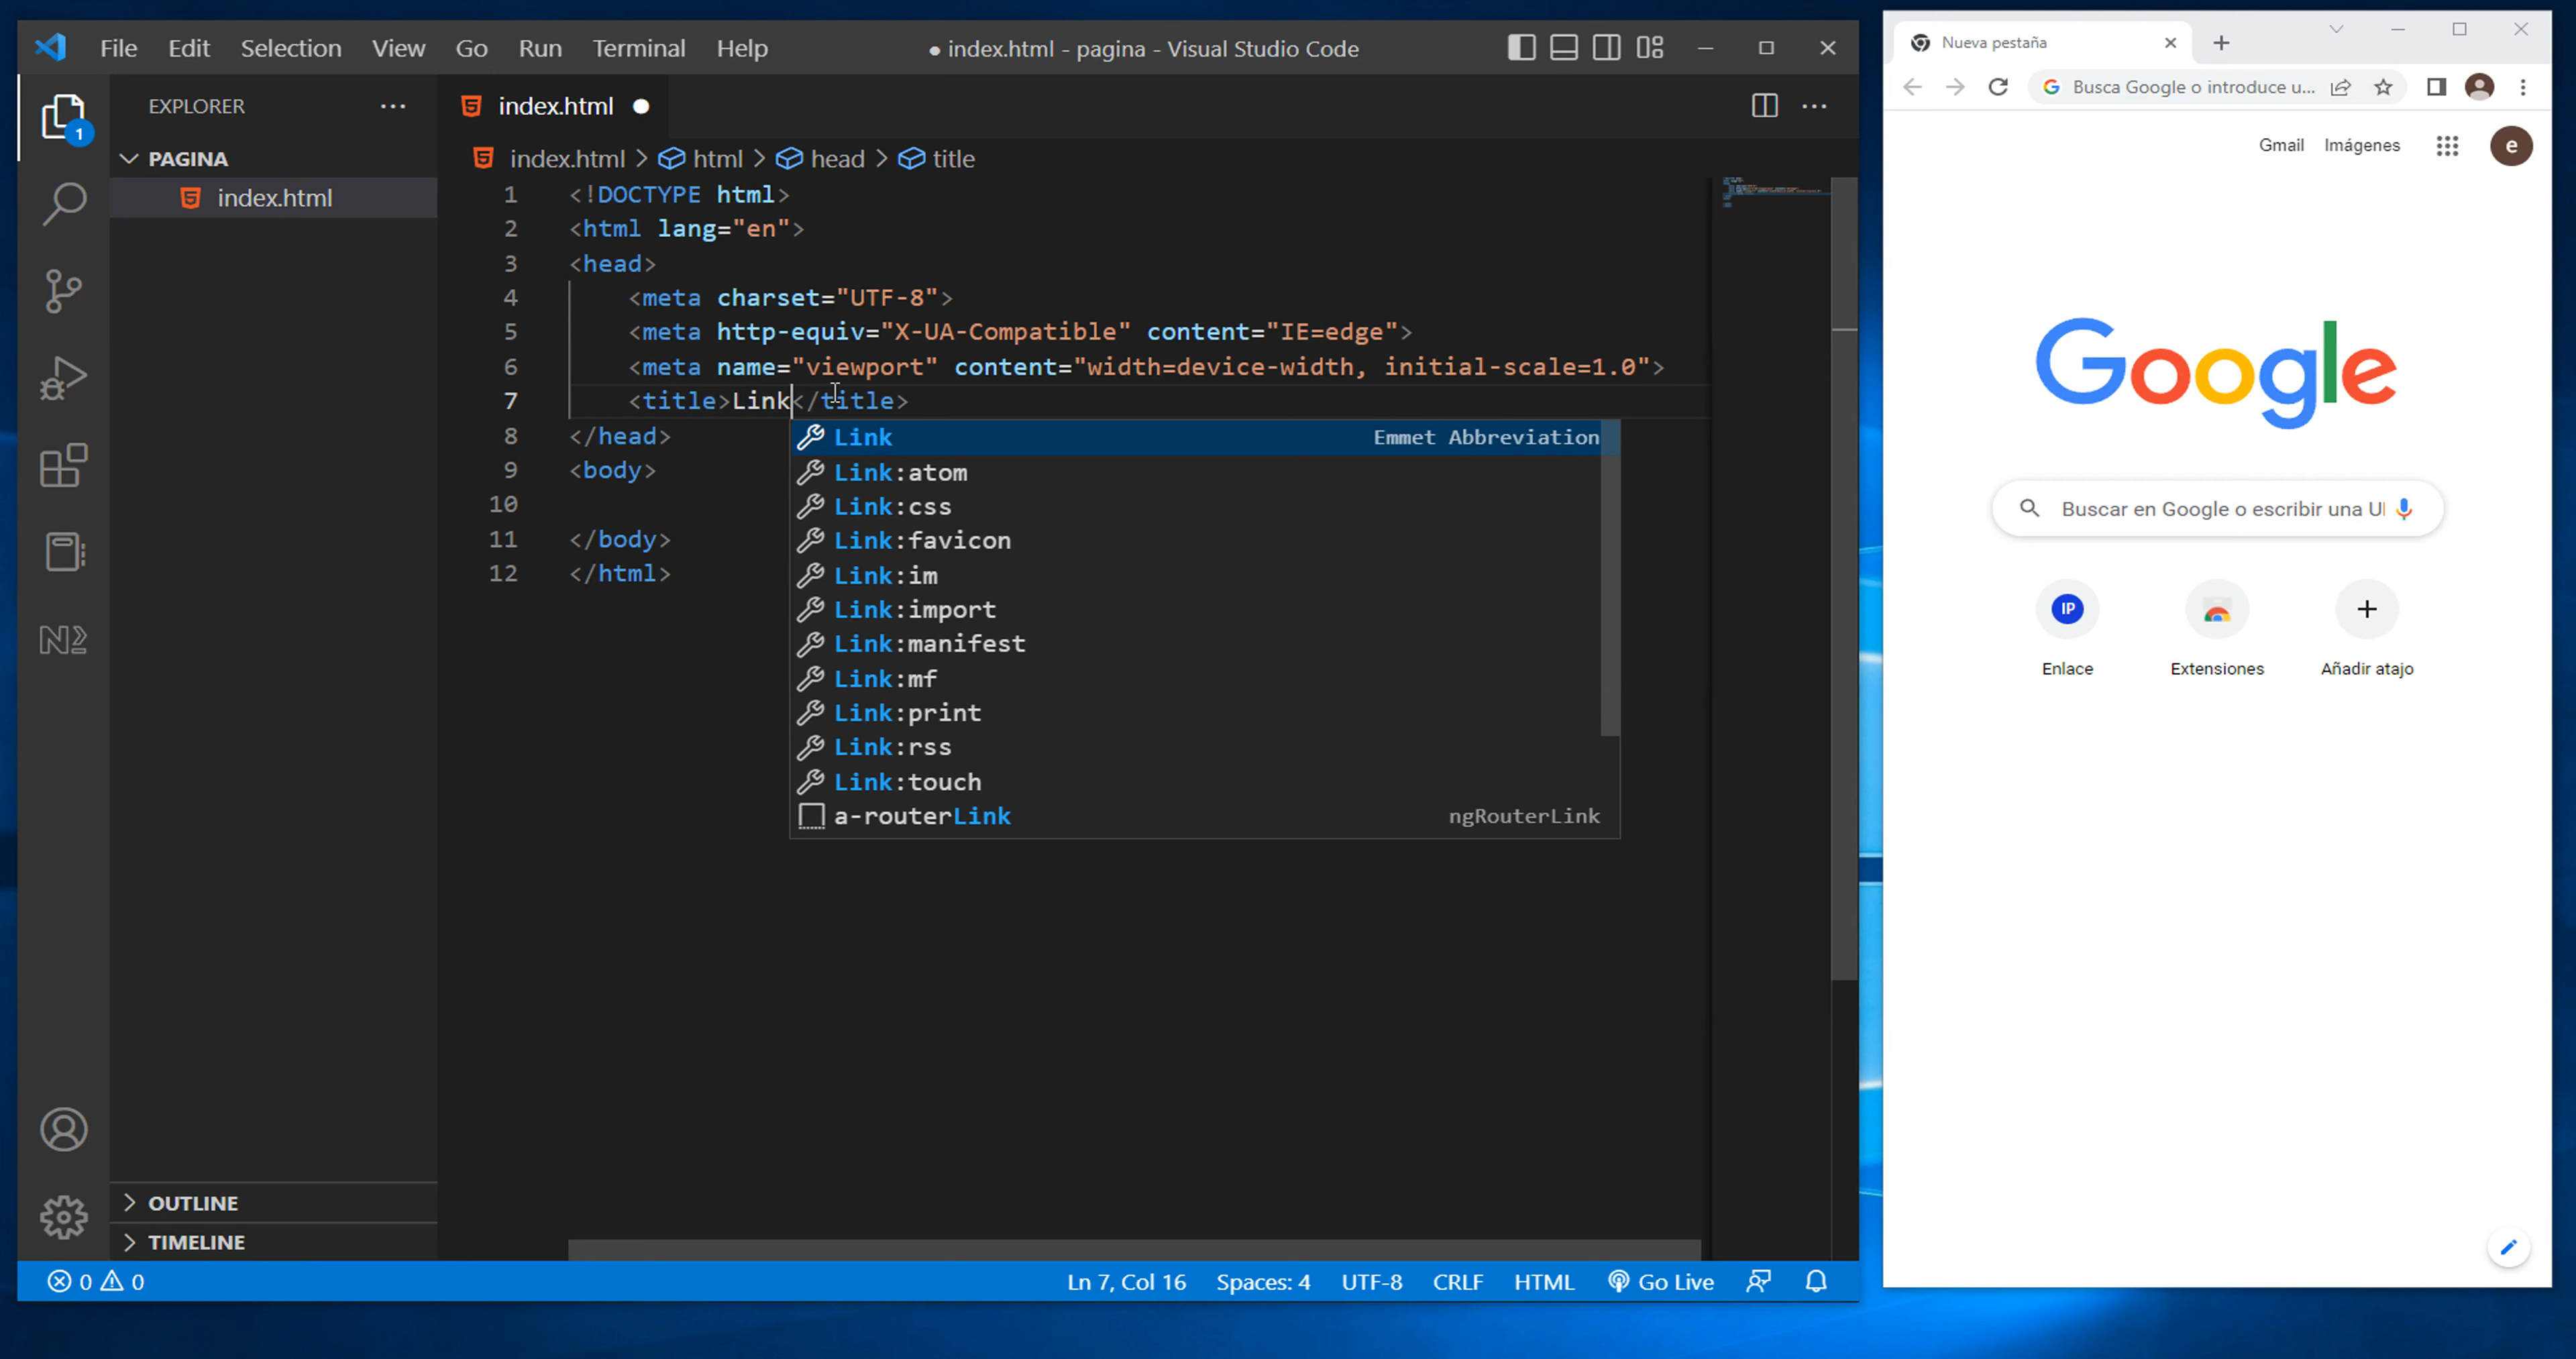 File Edit Selection View Go Run Terminal Help
● index.html - pagina - Visual Studio Code
1
EXPLORER
PAGINA
index.html
OUTLINE
TIMELINE
index.html ●
index.html > html > head > title
1 <!DOCTYPE html>
2 <html lang="en">
3 <head>
4 <meta charset="UTF-8">
5 <meta http-equiv="X-UA-Compatible" content="IE=edge">
6 <meta name="viewport" content="width=device-width, initial-scale=1.0">
7 <title>Link</title>
8 </head>
9 <body>
10
11 </body>
12 </html>
Link Emmet Abbreviation
Link:atom
Link:css
Link:favicon
Link:im
Link:import
Link:manifest
Link:mf
Link:print
Link:rss
Link:touch
a-routerLink ngRouterLink
0 0 Ln 7, Col 16 Spaces: 4 UTF-8 CRLF HTML Go Live
Nueva pestaña
Busca Google o introduce u...
Gmail Imágenes e
Google
Buscar en Google o escribir una UI
IP
Enlace Extensiones Añadir atajo